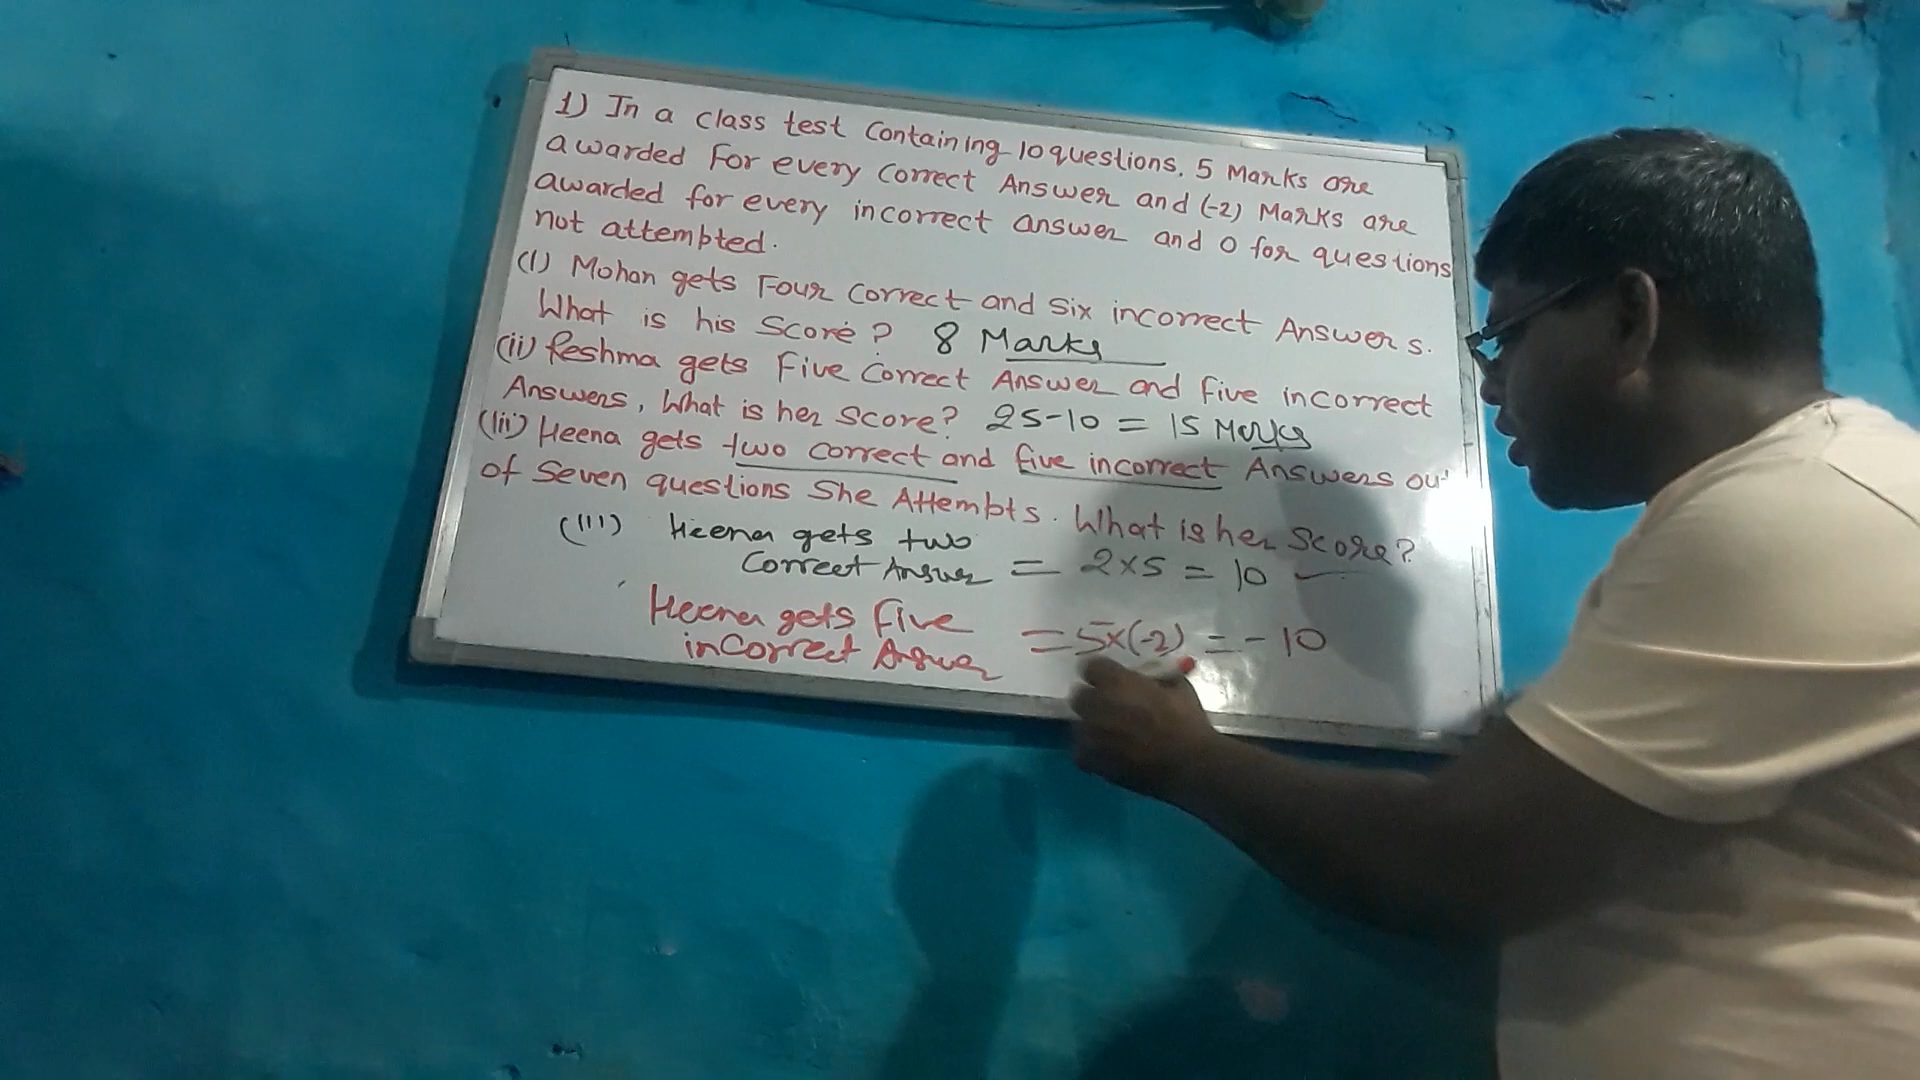 1) In a class test Containing 10 questions, 5 Marks are
awarded For every Correct Answer and (-2) Marks are
awarded for every incorrect answer and 0 for questions
not attempted.
(I) Mohan gets Four Correct and Six incorrect Answers.
What is his Score? 8 Marks
(ii) Reshma gets Five Correct Answer and five incorrect
Answers, What is her Score? 25-10 = 15 Marks
(iii) Heena gets two correct and five incorrect Answers out
of Seven questions She Attempts. What is her Score?
(III) Heena gets two
Correct Answer = 2×5 = 10
Heena gets five
inCorrect Answer = 5×(-2) = -10